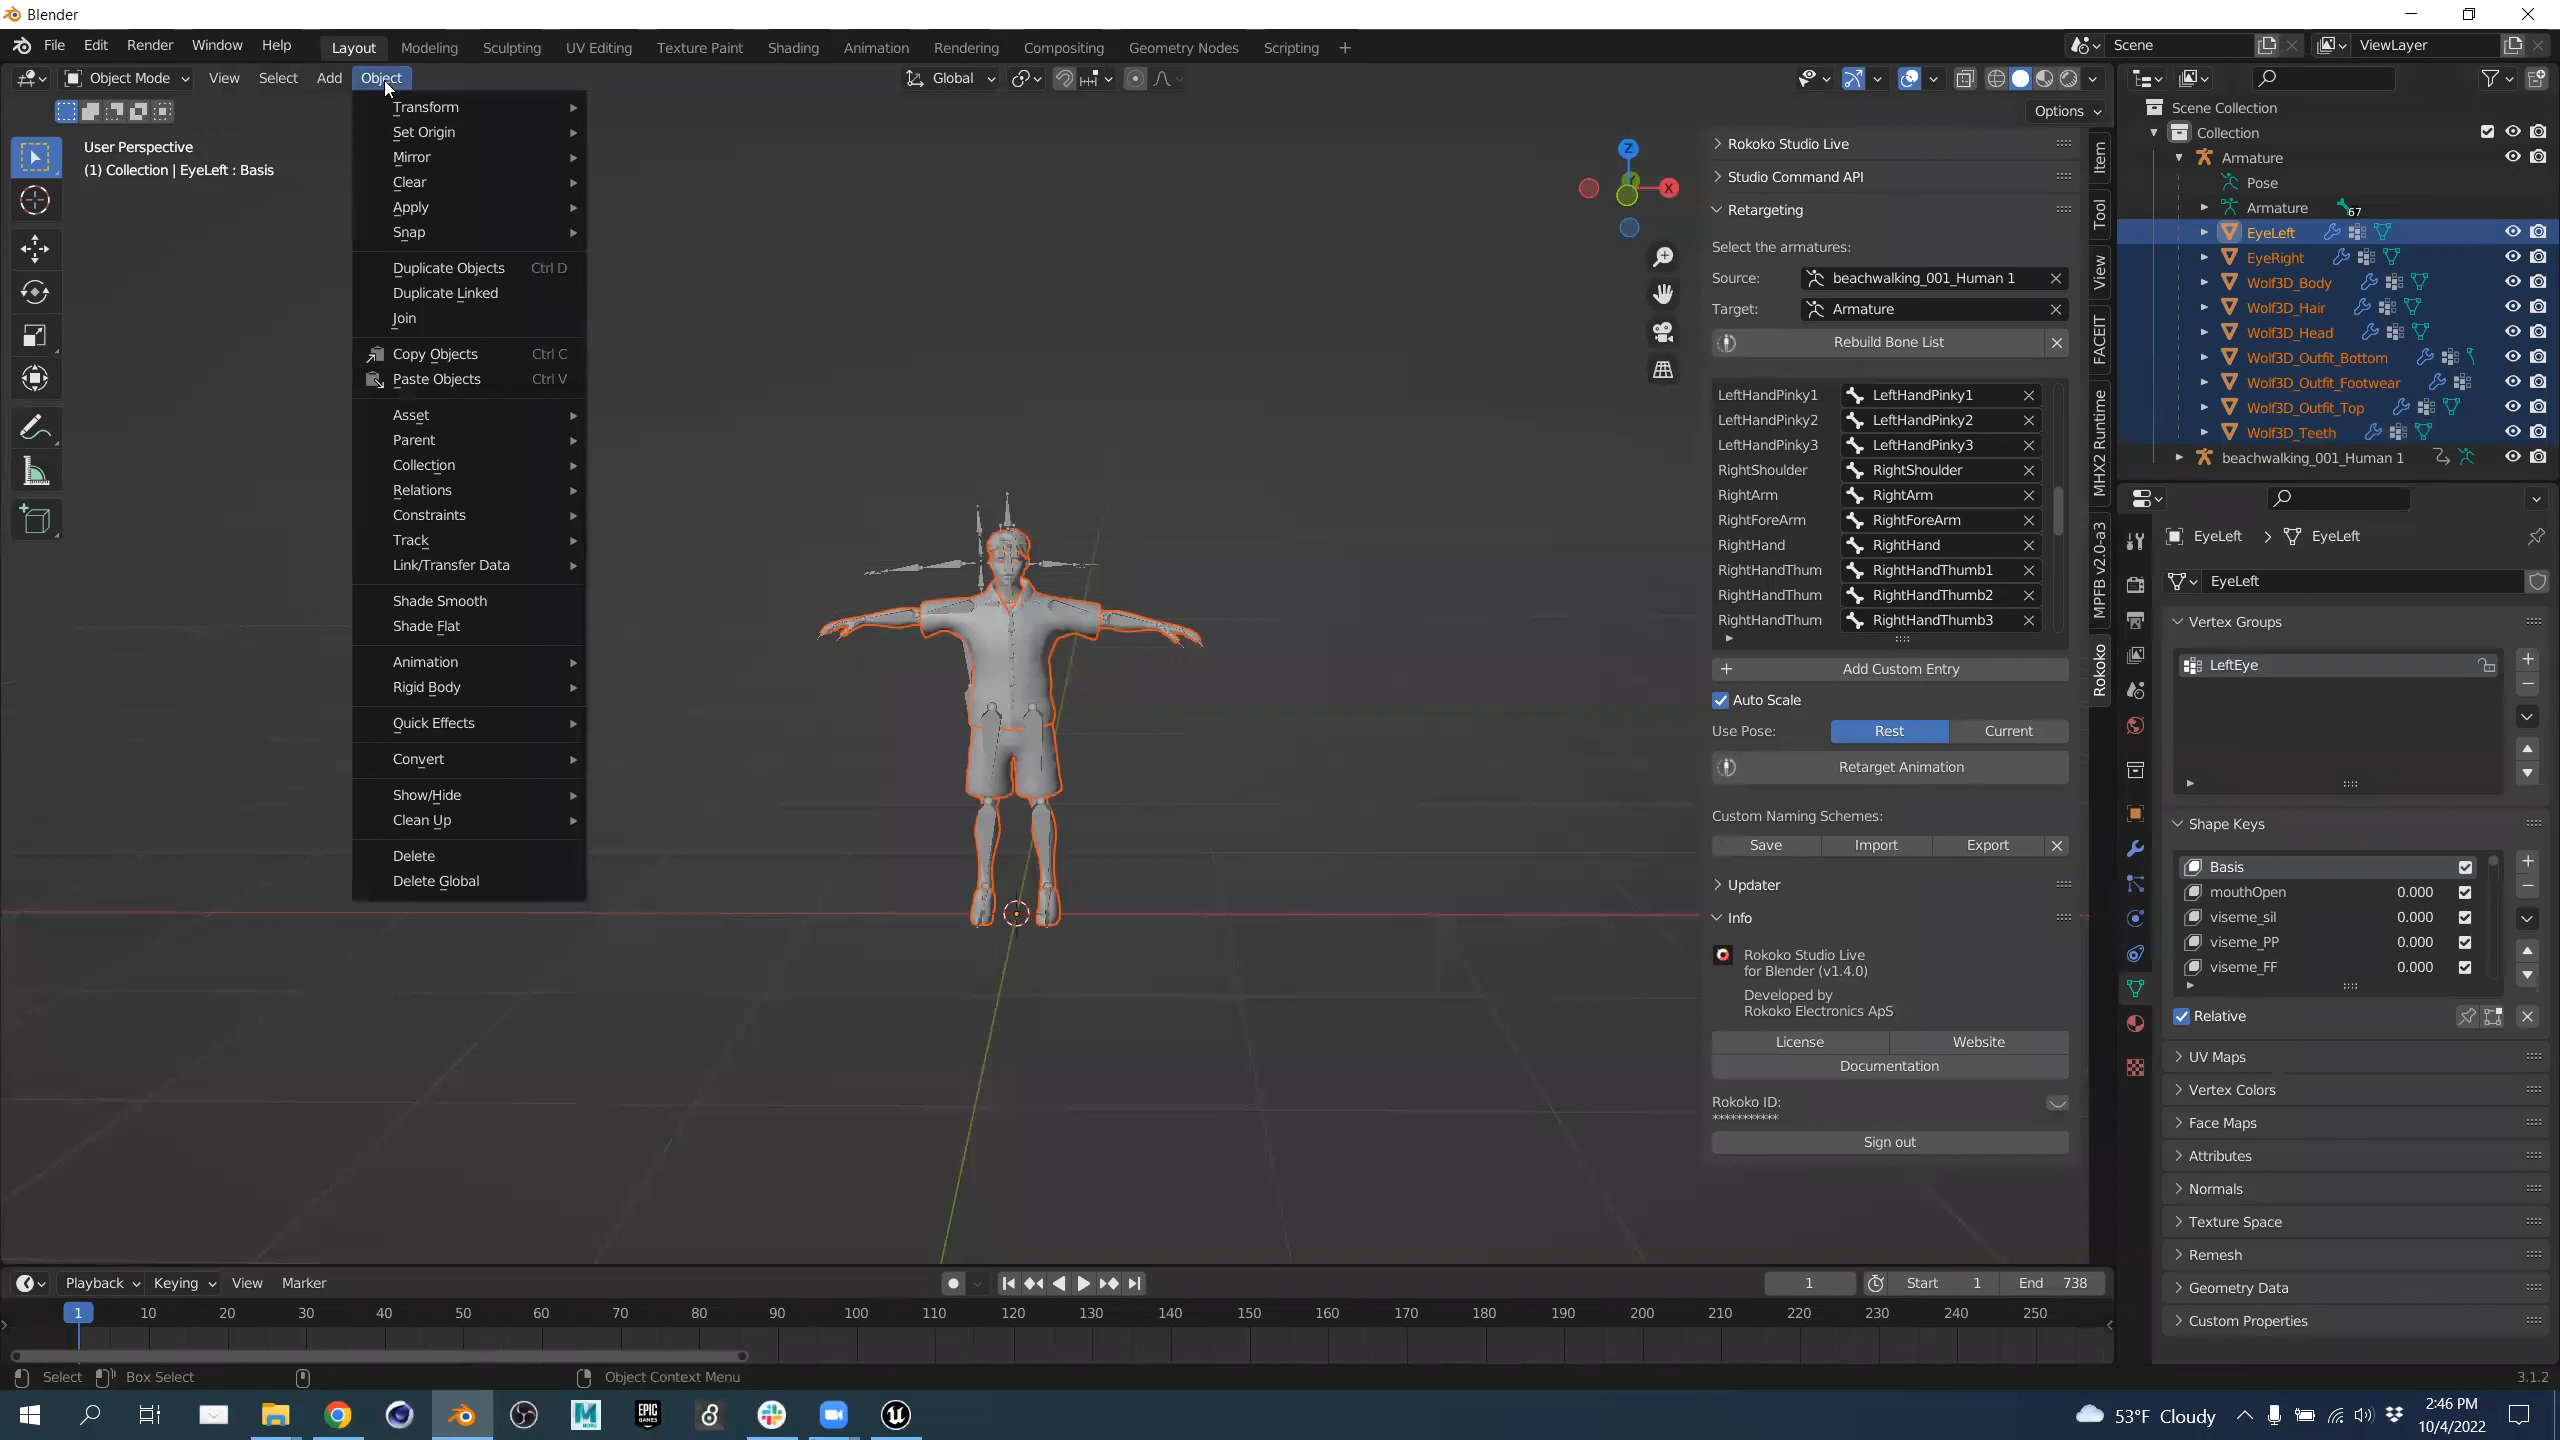 Blender
File Edit Render Window Help Layout Modeling Sculpting UV Editing Texture Paint Shading Animation Rendering Compositing Geometry Nodes Scripting +
Scene ViewLayer
Object Mode View Select Add Object Global
Options
User Perspective
(1) Collection | EyeLeft : Basis
Transform
Set Origin
Mirror
Clear
Apply
Snap
Duplicate Objects Ctrl D
Duplicate Linked
Join
Copy Objects Ctrl C
Paste Objects Ctrl V
Asset
Parent
Collection
Relations
Constraints
Track
Link/Transfer Data
Shade Smooth
Shade Flat
Animation
Rigid Body
Quick Effects
Convert
Show/Hide
Clean Up
Delete
Delete Global
Z
X
Rokoko Studio Live
Studio Command API
Retargeting
Select the armatures:
Source: beachwalking_001_Human 1
Target: Armature
Rebuild Bone List
LeftHandPinky1 LeftHandPinky1
LeftHandPinky2 LeftHandPinky2
LeftHandPinky3 LeftHandPinky3
RightShoulder RightShoulder
RightArm RightArm
RightForeArm RightForeArm
RightHand RightHand
RightHandThum RightHandThumb1
RightHandThum RightHandThumb2
RightHandThum RightHandThumb3
+ Add Custom Entry
Auto Scale
Use Pose: Rest Current
Retarget Animation
Custom Naming Schemes:
Save Import Export
Updater
Info
Rokoko Studio Live
for Blender (v1.4.0)
Developed by
Rokoko Electronics ApS
License Website
Documentation
Rokoko ID:
***********
Sign out
Item
Tool
View
FACEIT
MHX2 Runtime
MPFB v2.0-a3
Rokoko
Scene Collection
Collection
Armature
Pose
Armature 67
EyeLeft
EyeRight
Wolf3D_Body
Wolf3D_Hair
Wolf3D_Head
Wolf3D_Outfit_Bottom
Wolf3D_Outfit_Footwear
Wolf3D_Outfit_Top
Wolf3D_Teeth
beachwalking_001_Human 1
EyeLeft > EyeLeft
EyeLeft
Vertex Groups
LeftEye
Shape Keys
Basis
mouthOpen 0.000
viseme_sil 0.000
viseme_PP 0.000
viseme_FF 0.000
Relative
UV Maps
Vertex Colors
Face Maps
Attributes
Normals
Texture Space
Remesh
Geometry Data
Custom Properties
Playback Keying View Marker 1 Start 1 End 738
1 10 20 30 40 50 60 70 80 90 100 110 120 130 140 150 160 170 180 190 200 210 220 230 240 250
Select Box Select Object Context Menu 3.1.2
EPIC GAMES
53°F Cloudy
2:46 PM
10/4/2022